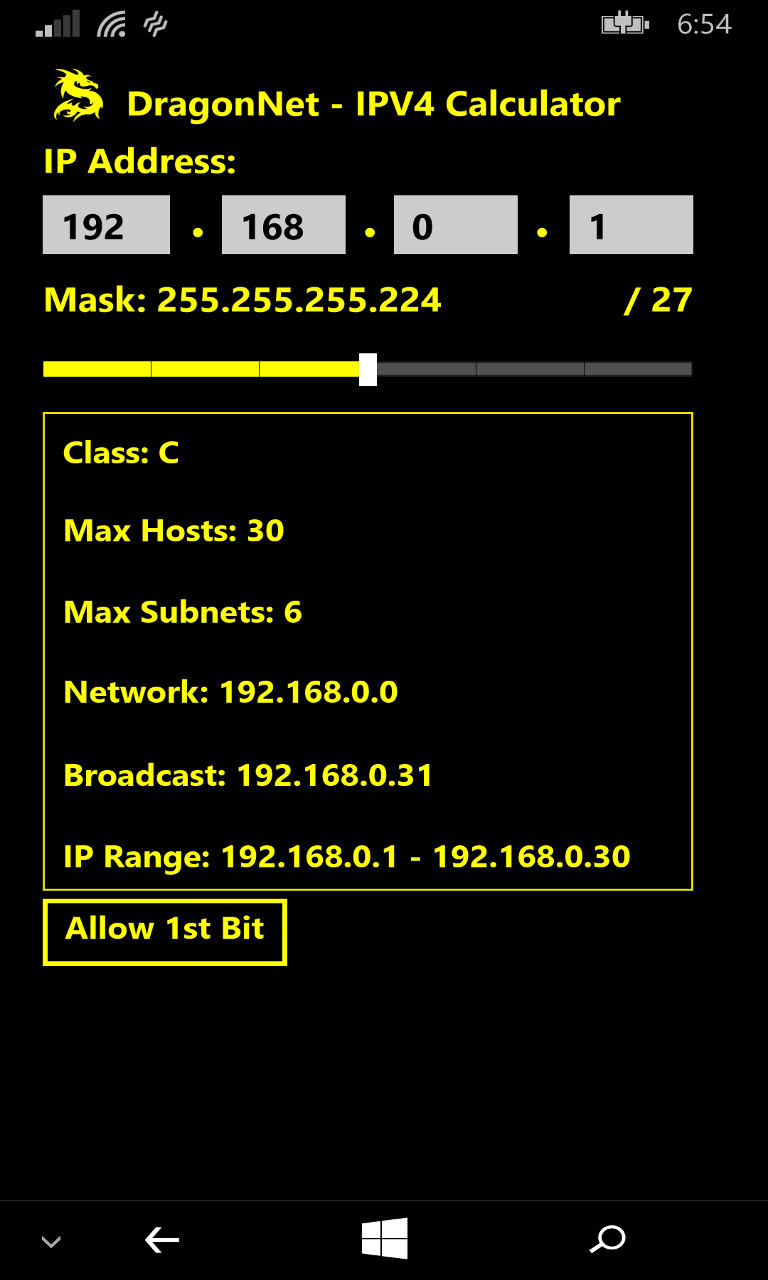 6:54
DragonNet - IPV4 Calculator
IP Address:
192 . 168 . 0 . 1
Mask: 255.255.255.224 / 27
Class: C
Max Hosts: 30
Max Subnets: 6
Network: 192.168.0.0
Broadcast: 192.168.0.31
IP Range: 192.168.0.1 - 192.168.0.30
Allow 1st Bit